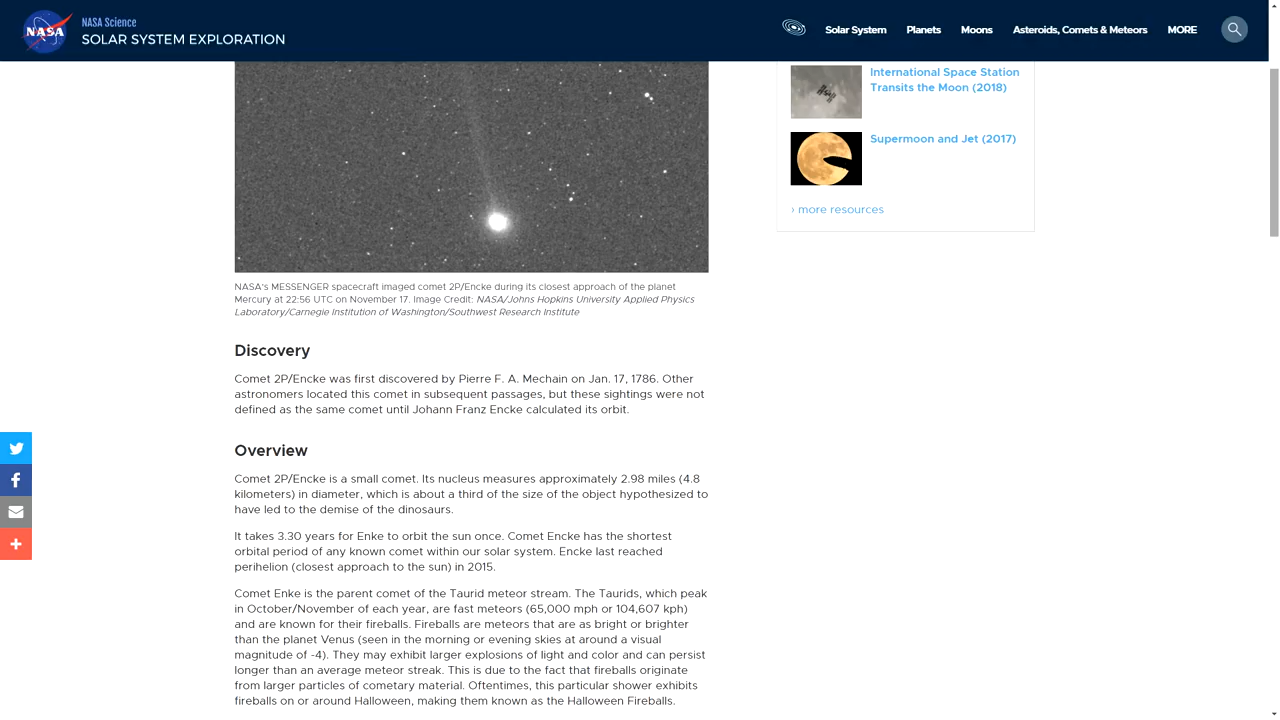 NASA
NASA Science
SOLAR SYSTEM EXPLORATION
Solar System
Planets
Moons
Asteroids, Comets & Meteors
MORE
International Space Station
Transits the Moon (2018)
Supermoon and Jet (2017)
› more resources
NASA's MESSENGER spacecraft imaged comet 2P/Encke during its closest approach of the planet
Mercury at 22:56 UTC on November 17. Image Credit: NASA/Johns Hopkins University Applied Physics
Laboratory/Carnegie Institution of Washington/Southwest Research Institute
Discovery
Comet 2P/Encke was first discovered by Pierre F. A. Mechain on Jan. 17, 1786. Other
astronomers located this comet in subsequent passages, but these sightings were not
defined as the same comet until Johann Franz Encke calculated its orbit.
Overview
Comet 2P/Encke is a small comet. Its nucleus measures approximately 2.98 miles (4.8
kilometers) in diameter, which is about a third of the size of the object hypothesized to
have led to the demise of the dinosaurs.
It takes 3.30 years for Enke to orbit the sun once. Comet Encke has the shortest
orbital period of any known comet within our solar system. Encke last reached
perihelion (closest approach to the sun) in 2015.
Comet Enke is the parent comet of the Taurid meteor stream. The Taurids, which peak
in October/November of each year, are fast meteors (65,000 mph or 104,607 kph)
and are known for their fireballs. Fireballs are meteors that are as bright or brighter
than the planet Venus (seen in the morning or evening skies at around a visual
magnitude of -4). They may exhibit larger explosions of light and color and can persist
longer than an average meteor streak. This is due to the fact that fireballs originate
from larger particles of cometary material. Oftentimes, this particular shower exhibits
fireballs on or around Halloween, making them known as the Halloween Fireballs.